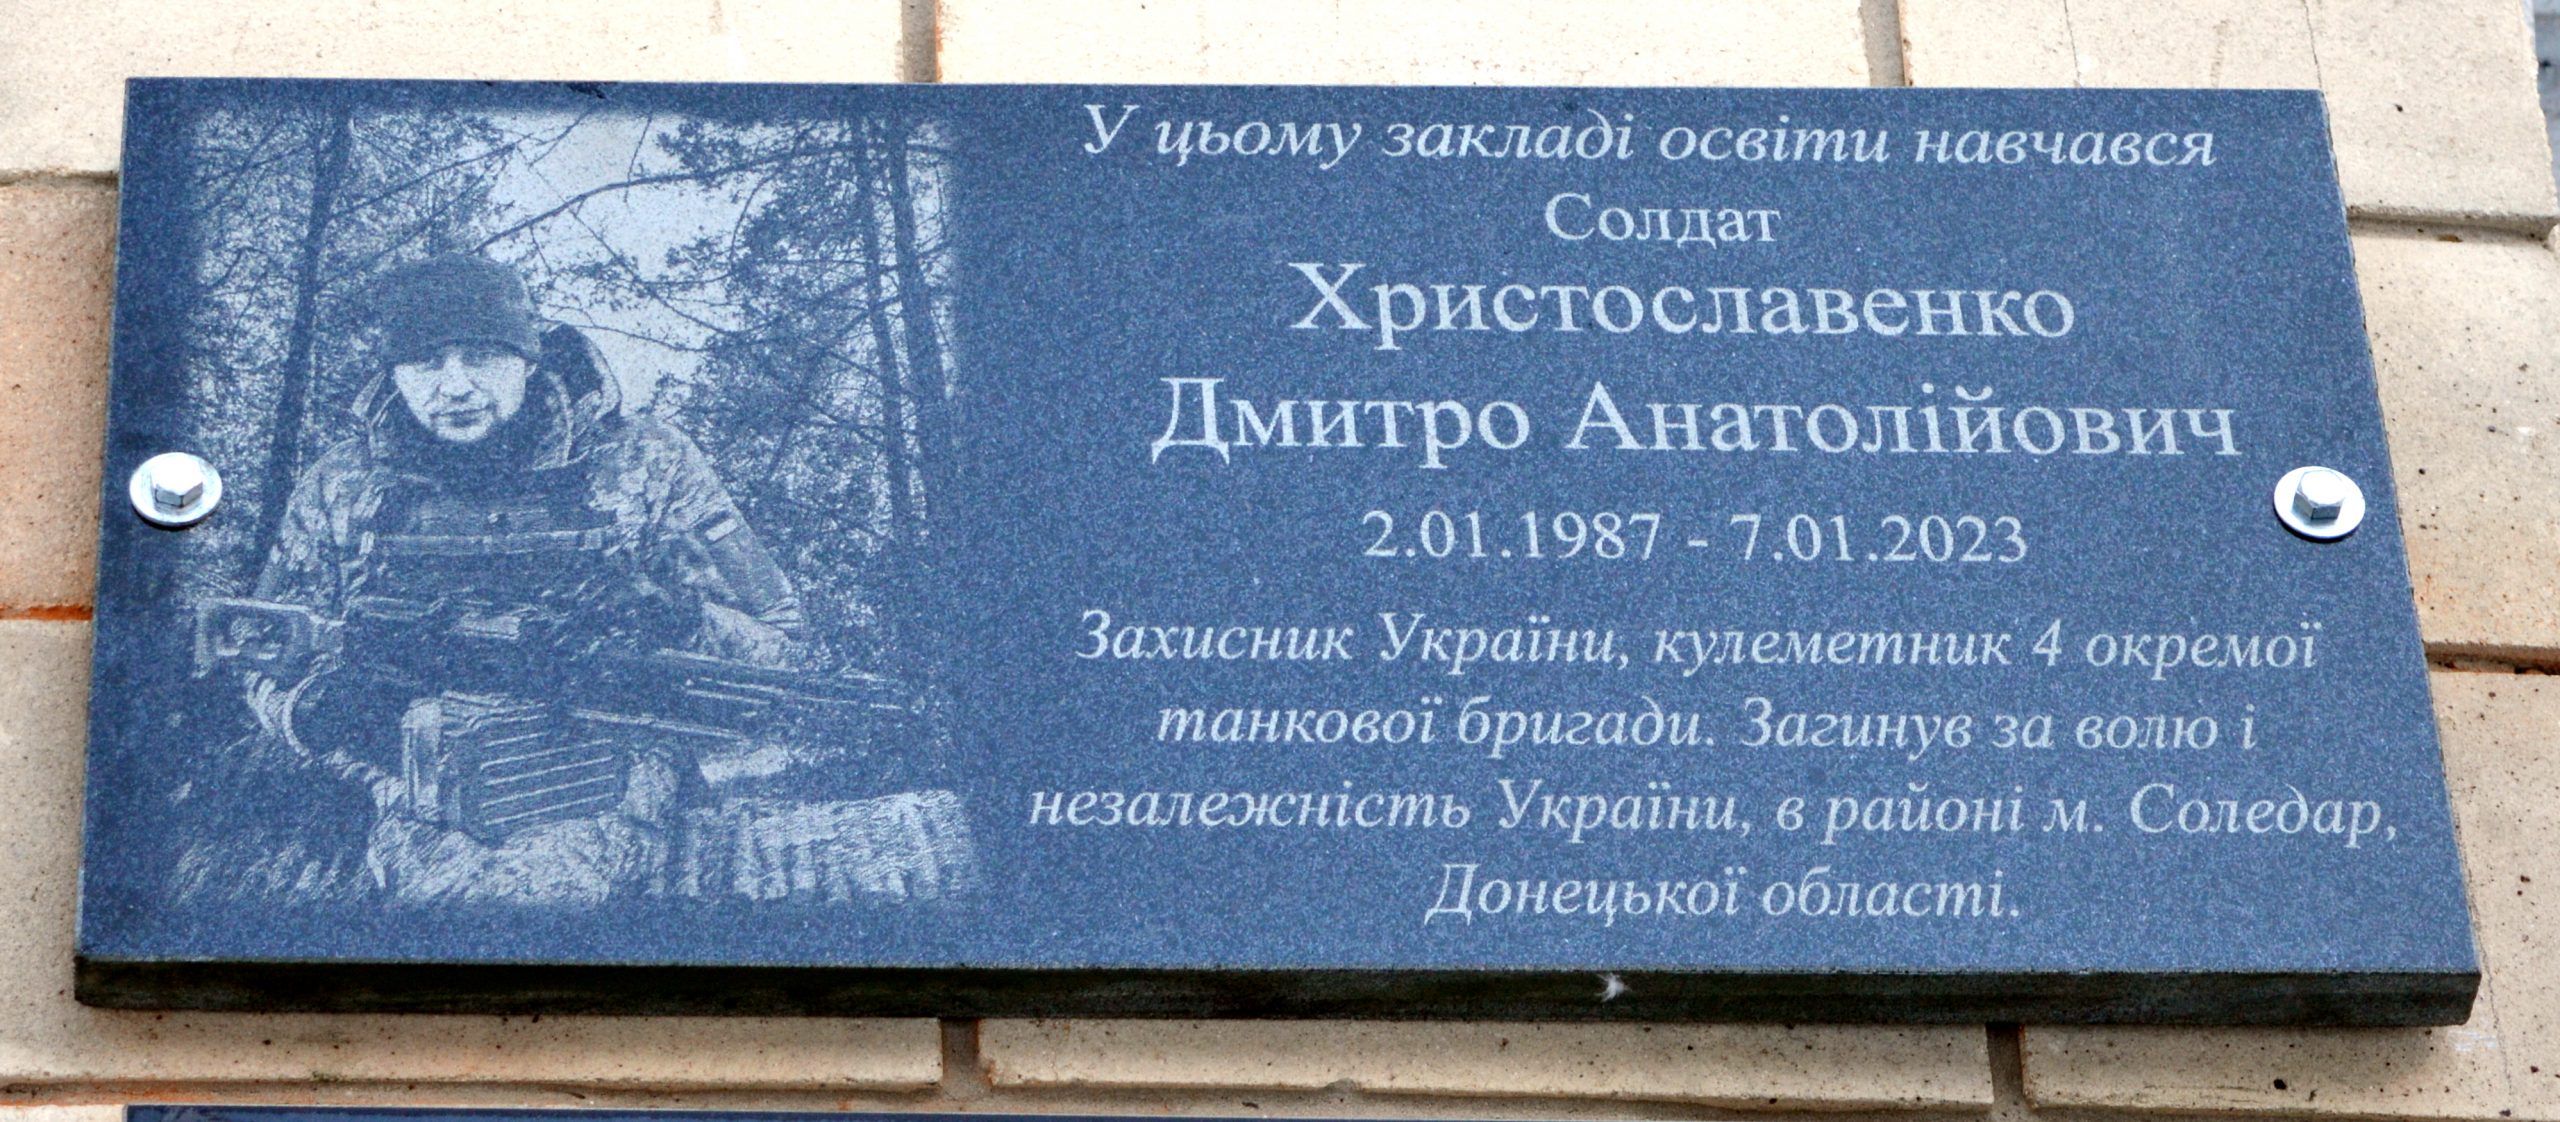 У цьому закладі освіти навчався
Солдат
Христославенко
Дмитро Анатолійович
2.01.1987 - 7.01.2023
Захисник України, кулеметник 4 окремої
танкової бригади. Загинув за волю і
незалежність України, в районі м. Соледар,
Донецької області.